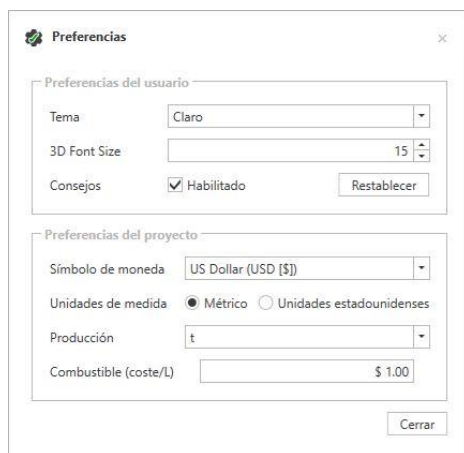 Preferencias
Preferencias del usuario
Tema Claro
3D Font Size 15
Consejos Habilitado Restablecer
Preferencias del proyecto
Símbolo de moneda US Dollar (USD [$])
Unidades de medida Métrico Unidades estadounidenses
Producción t
Combustible (coste/L) $ 1.00
Cerrar